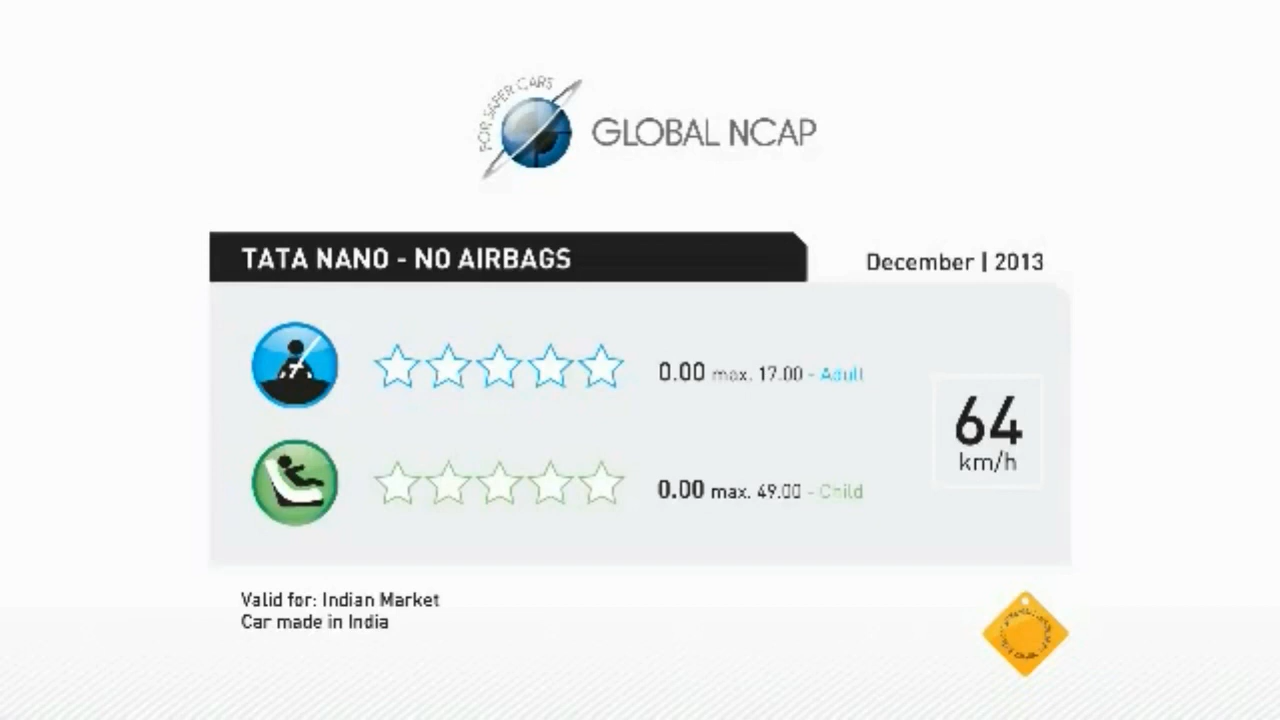 FOR SAFER CARS
GLOBAL NCAP
TATA NANO - NO AIRBAGS
December | 2013
0.00 max. 17.00 - Adult
0.00 max. 49.00 - Child
64
km/h
Valid for: Indian Market
Car made in India